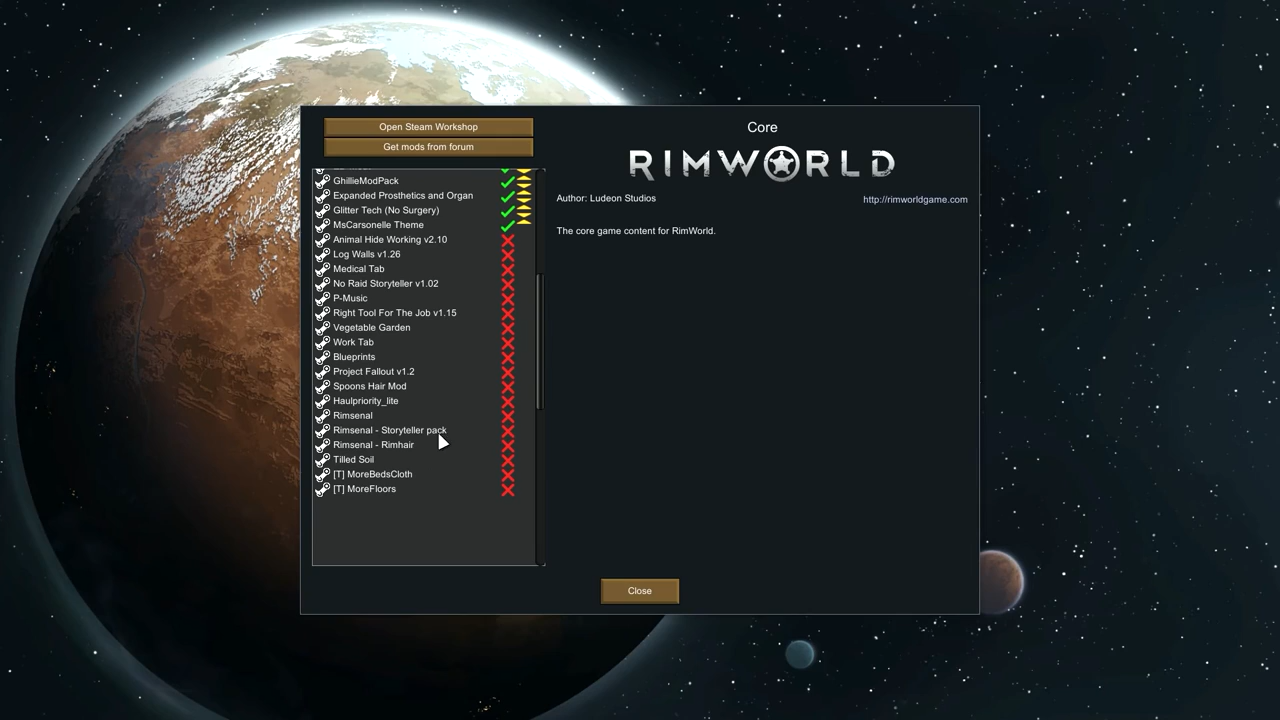 Open Steam Workshop
Get mods from forum
GhillieModPack
Expanded Prosthetics and Organ
Glitter Tech (No Surgery)
MsCarsonelle Theme
Animal Hide Working v2.10
Log Walls v1.26
Medical Tab
No Raid Storyteller v1.02
P-Music
Right Tool For The Job v1.15
Vegetable Garden
Work Tab
Blueprints
Project Fallout v1.2
Spoons Hair Mod
Haulpriority_lite
Rimsenal
Rimsenal - Storyteller pack
Rimsenal - Rimhair
Tilled Soil
[T] MoreBedsCloth
[T] MoreFloors
Core
RIMWORLD
Author: Ludeon Studios
http://rimworldgame.com
The core game content for RimWorld.
Close